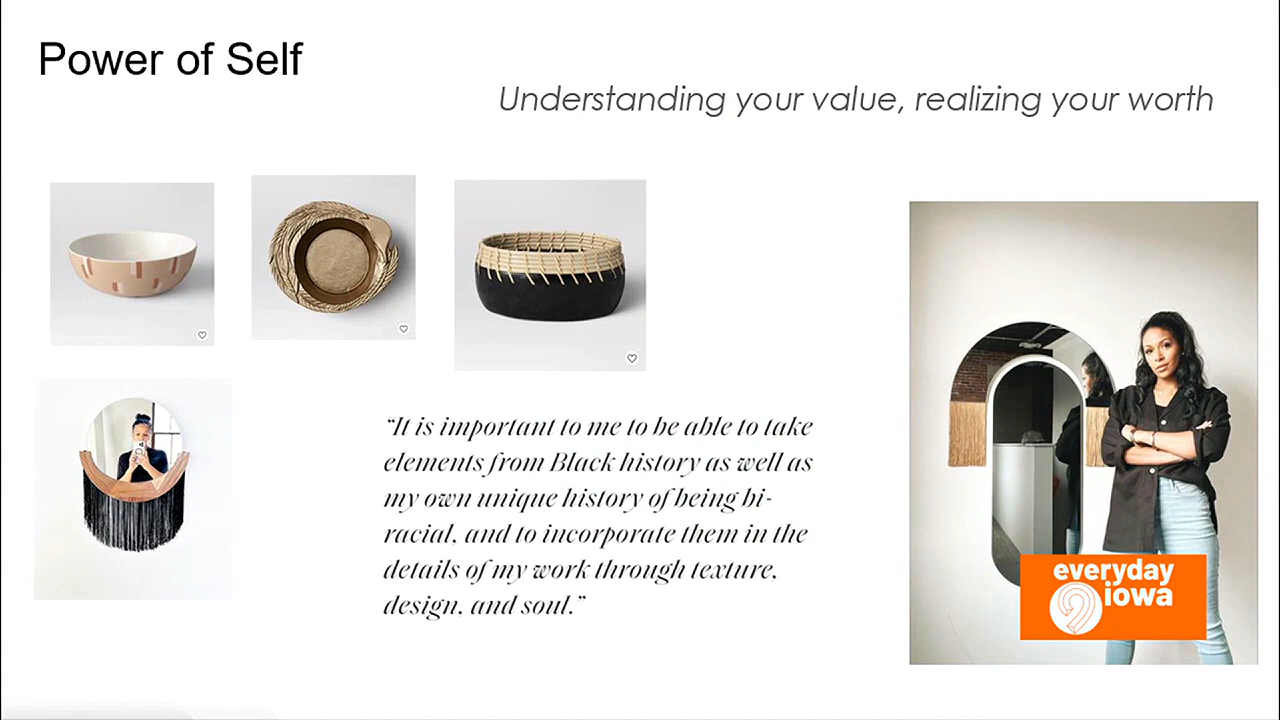 Power of Self
Understanding your value, realizing your worth
“It is important to me to be able to take
elements from Black history as well as
my own unique history of being bi-
racial, and to incorporate them in the
details of my work through texture,
design, and soul.”
everyday
9 iowa